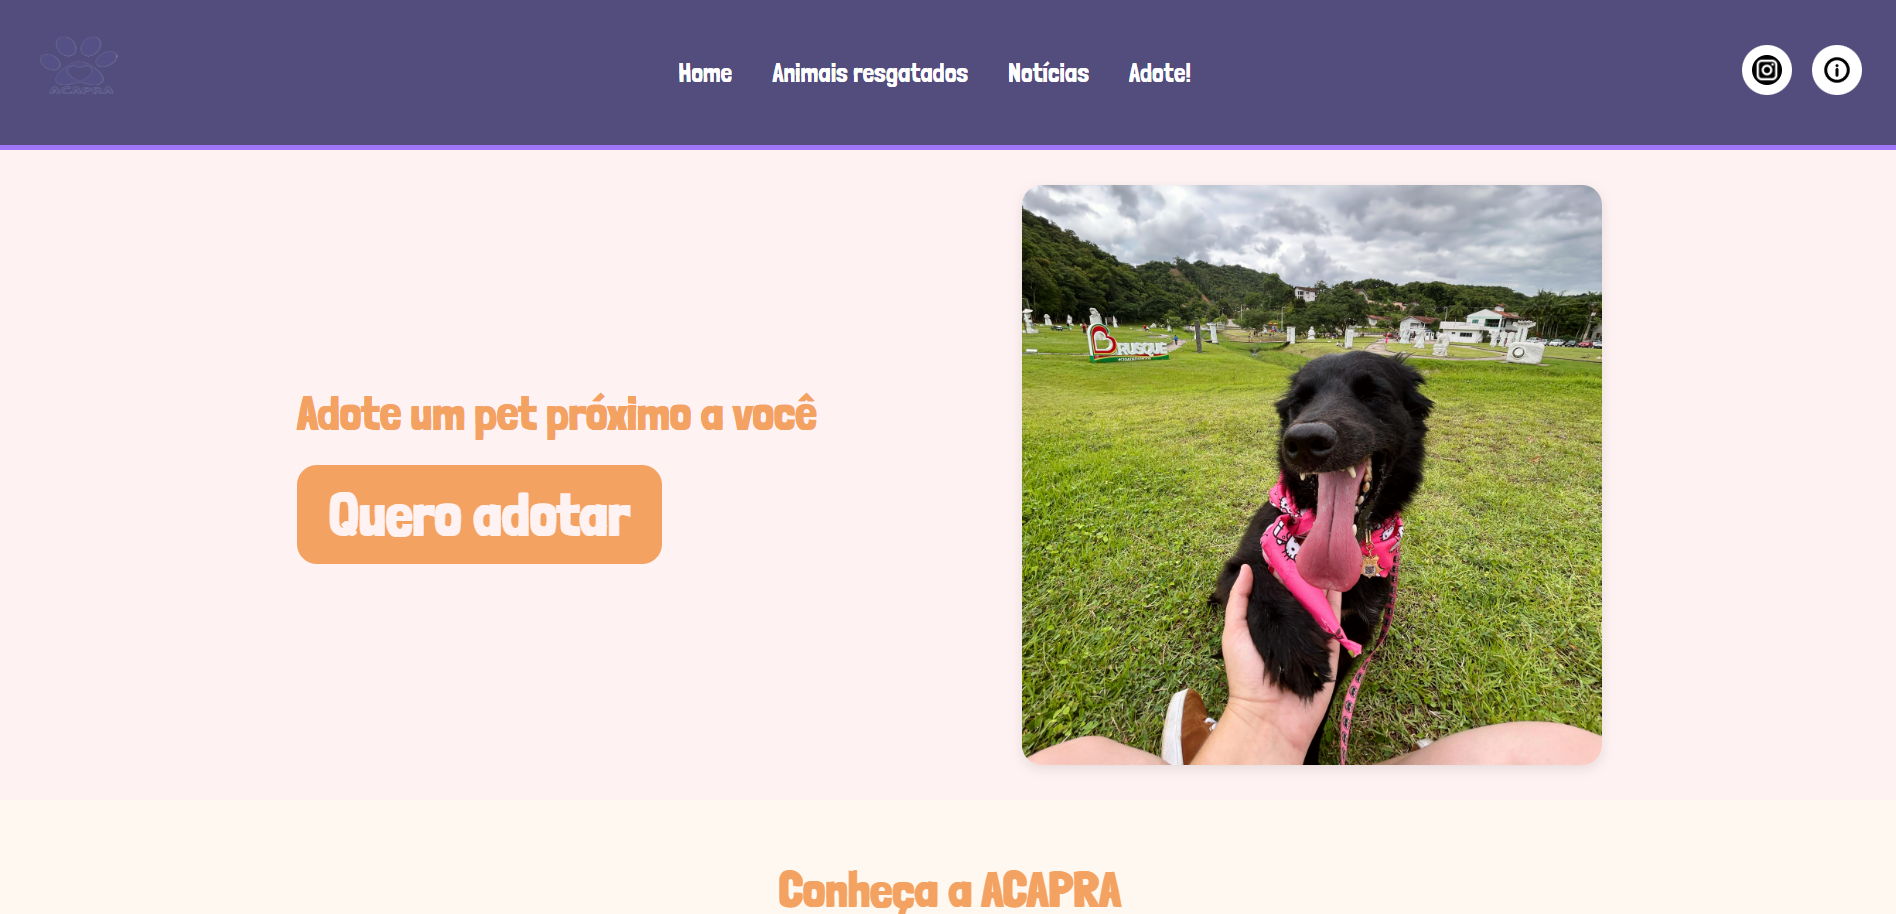 ACAPRA
Home
Animais resgatados
Notícias
Adote!
Adote um pet próximo a você
Quero adotar
BRUSQUE
Conheça a ACAPRA